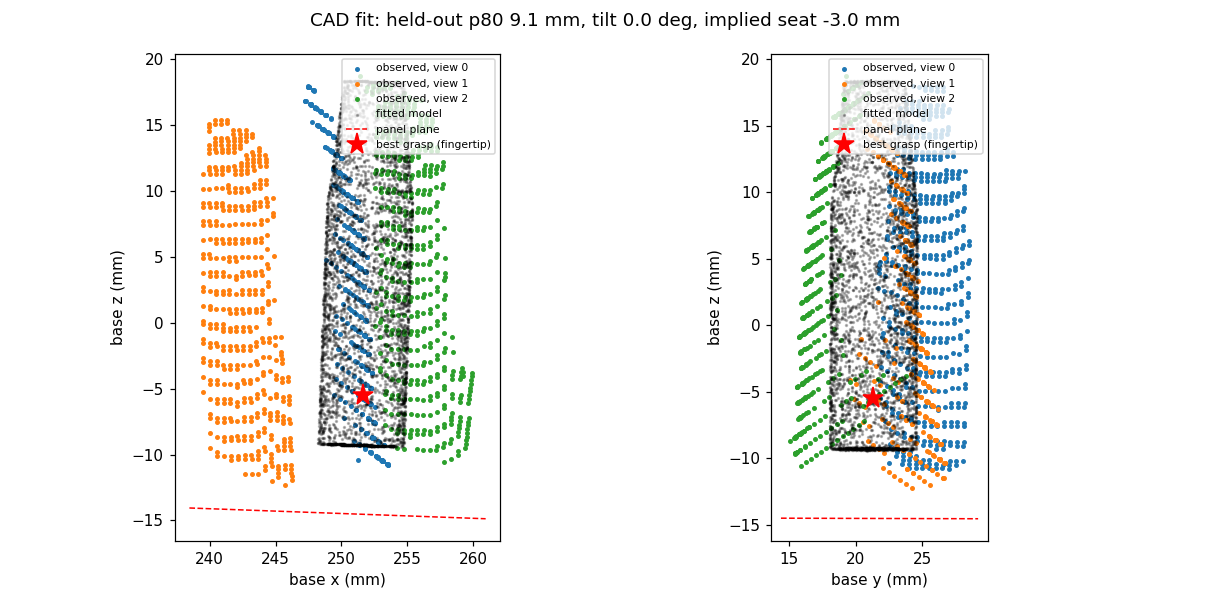 CAD fit: held-out p80 9.1 mm, tilt 0.0 deg, implied seat -3.0 mm
observed, view 0
observed, view 1
observed, view 2
fitted model
panel plane
best grasp (fingertip)
20
15
10
5
0
−5
−10
−15
base z (mm)
240
245
250
255
260
base x (mm)
observed, view 0
observed, view 1
observed, view 2
fitted model
panel plane
best grasp (fingertip)
20
15
10
5
0
−5
−10
−15
base z (mm)
15
20
25
base y (mm)